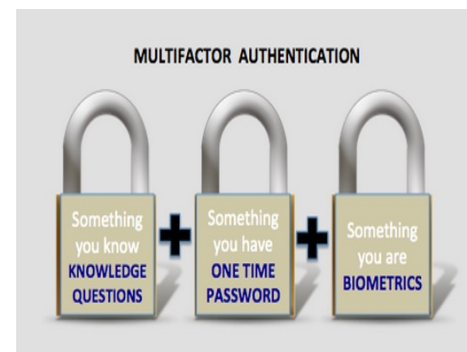 MULTIFACTOR AUTHENTICATION
Something
you know
KNOWLEDGE
QUESTIONS
Something
you have
ONE TIME
PASSWORD
Something
you are
BIOMETRICS